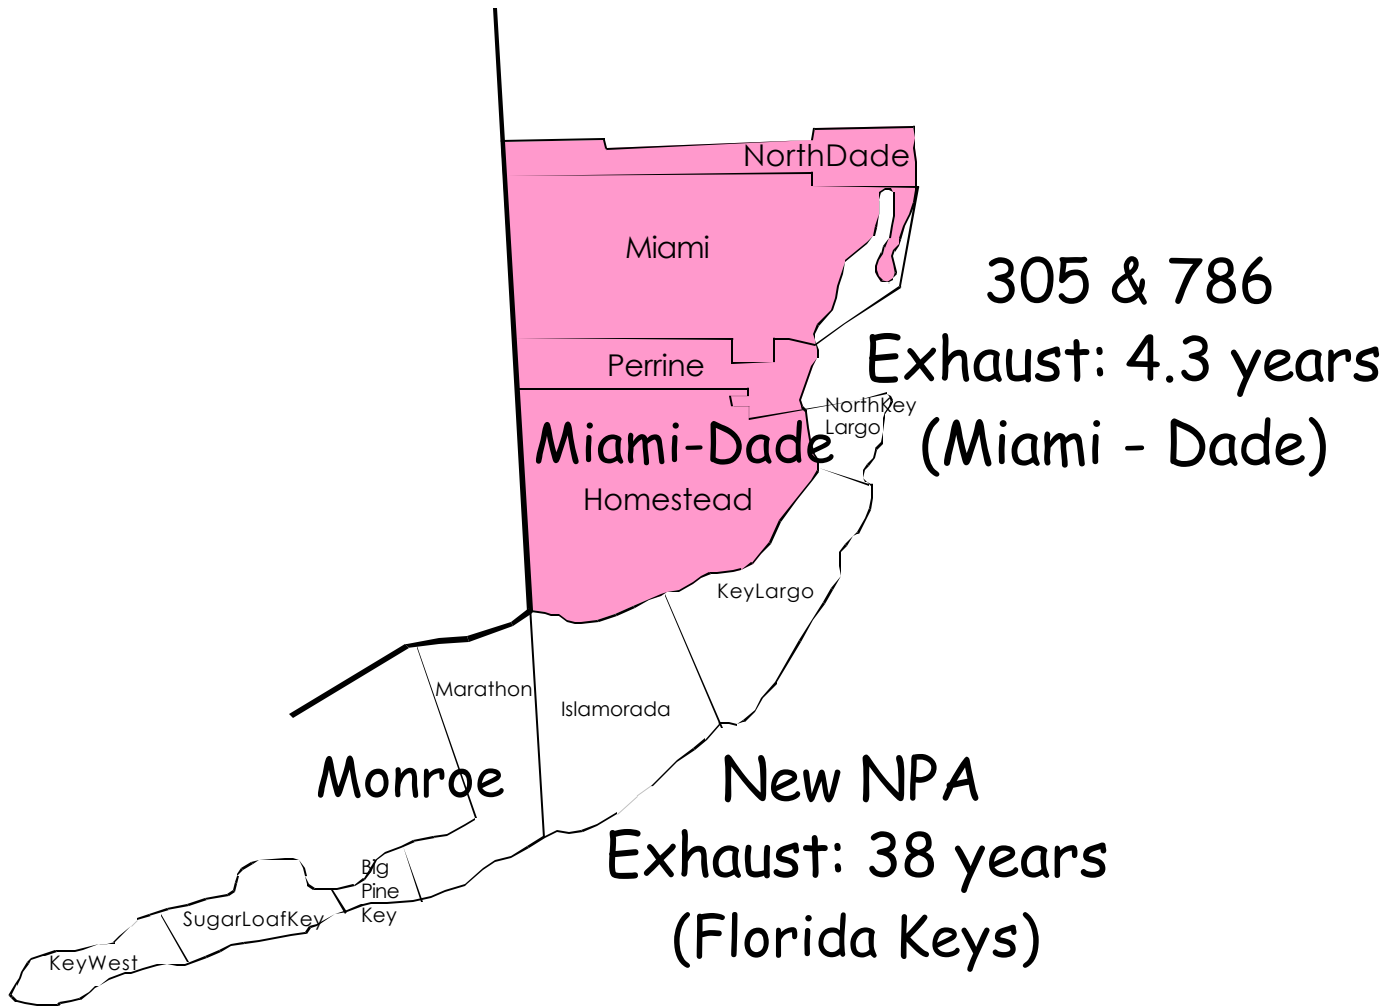 NorthDade
Miami
305 & 786
Exhaust: 4.3 years
(Miami - Dade)
Perrine
NorthKey
Largo
Miami-Dade
Homestead
KeyLargo
Marathon
Islamorada
Monroe
New NPA
Exhaust: 38 years
(Florida Keys)
Big
Pine
Key
SugarLoafKey
KeyWest